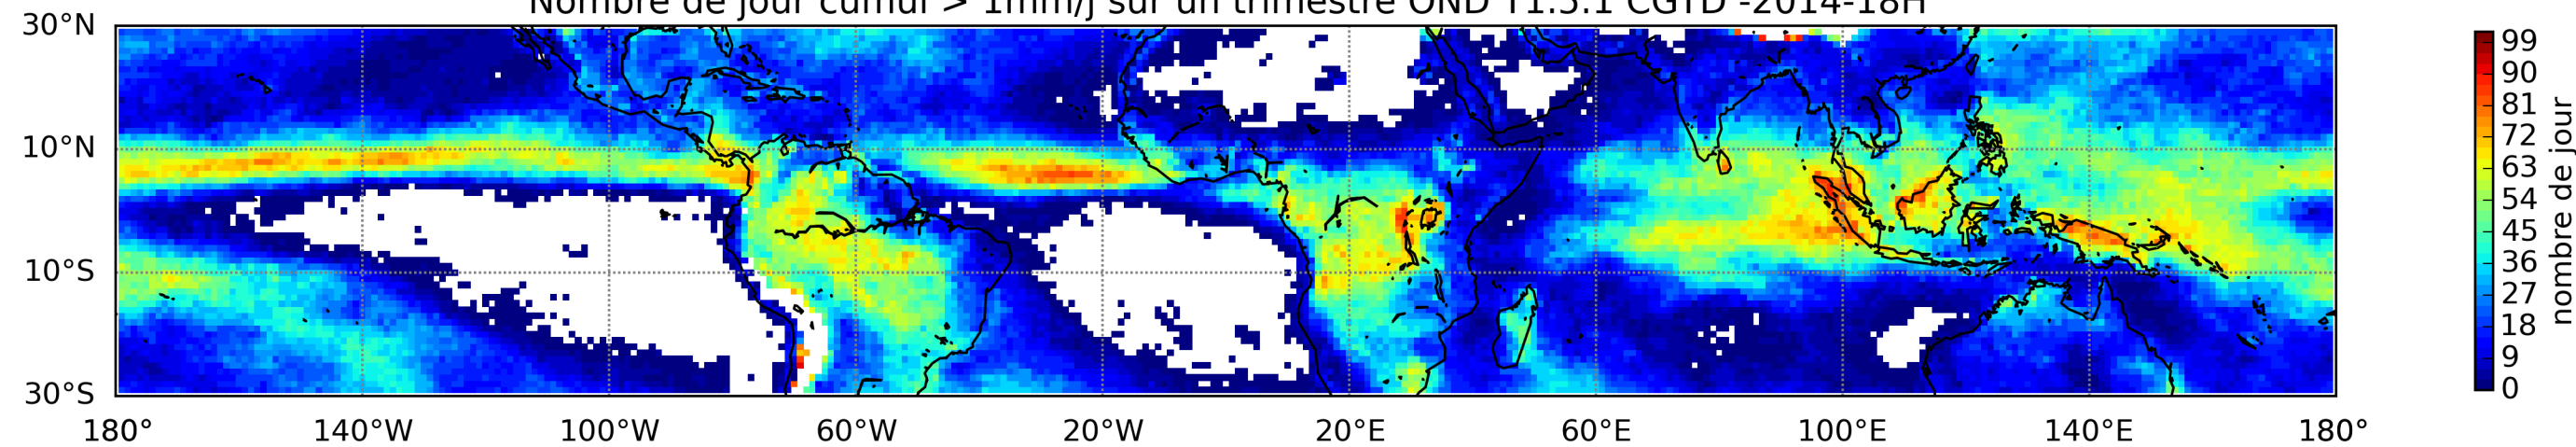 Nombre de jour cumul > 1mm/j sur un trimestre OND T1.5.1 CGTD -2014-18H
30°N
10°N
10°S
30°S
180° 140°W 100°W 60°W 20°W 20°E 60°E 100°E 140°E 180°
99
90
81
72
63
54
45
36
27
18
9
0
nombre de jour